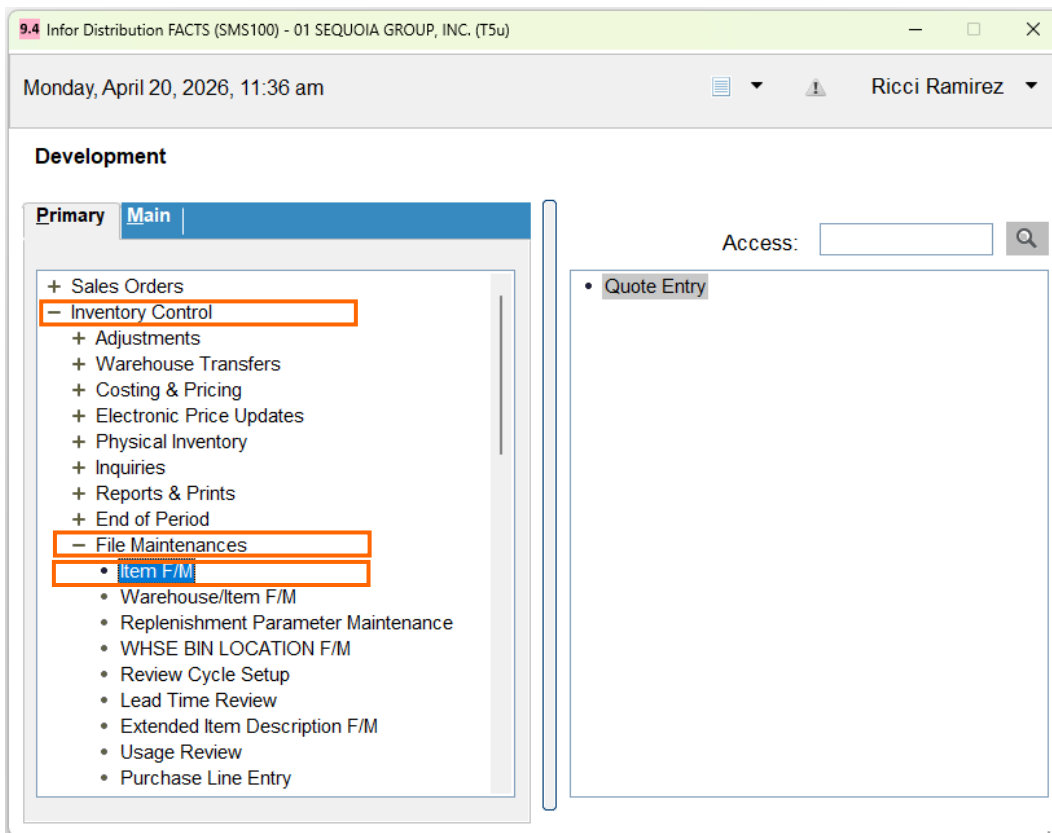 9.4 Infor Distribution FACTS (SMS100) - 01 SEQUOIA GROUP, INC. (T5u)
Monday, April 20, 2026, 11:36 am
Ricci Ramirez
Development
Primary
Main
Access:
+ Sales Orders
− Inventory Control
+ Adjustments
+ Warehouse Transfers
+ Costing & Pricing
+ Electronic Price Updates
+ Physical Inventory
+ Inquiries
+ Reports & Prints
+ End of Period
− File Maintenances
• Item F/M
• Warehouse/Item F/M
• Replenishment Parameter Maintenance
• WHSE BIN LOCATION F/M
• Review Cycle Setup
• Lead Time Review
• Extended Item Description F/M
• Usage Review
• Purchase Line Entry
• Quote Entry